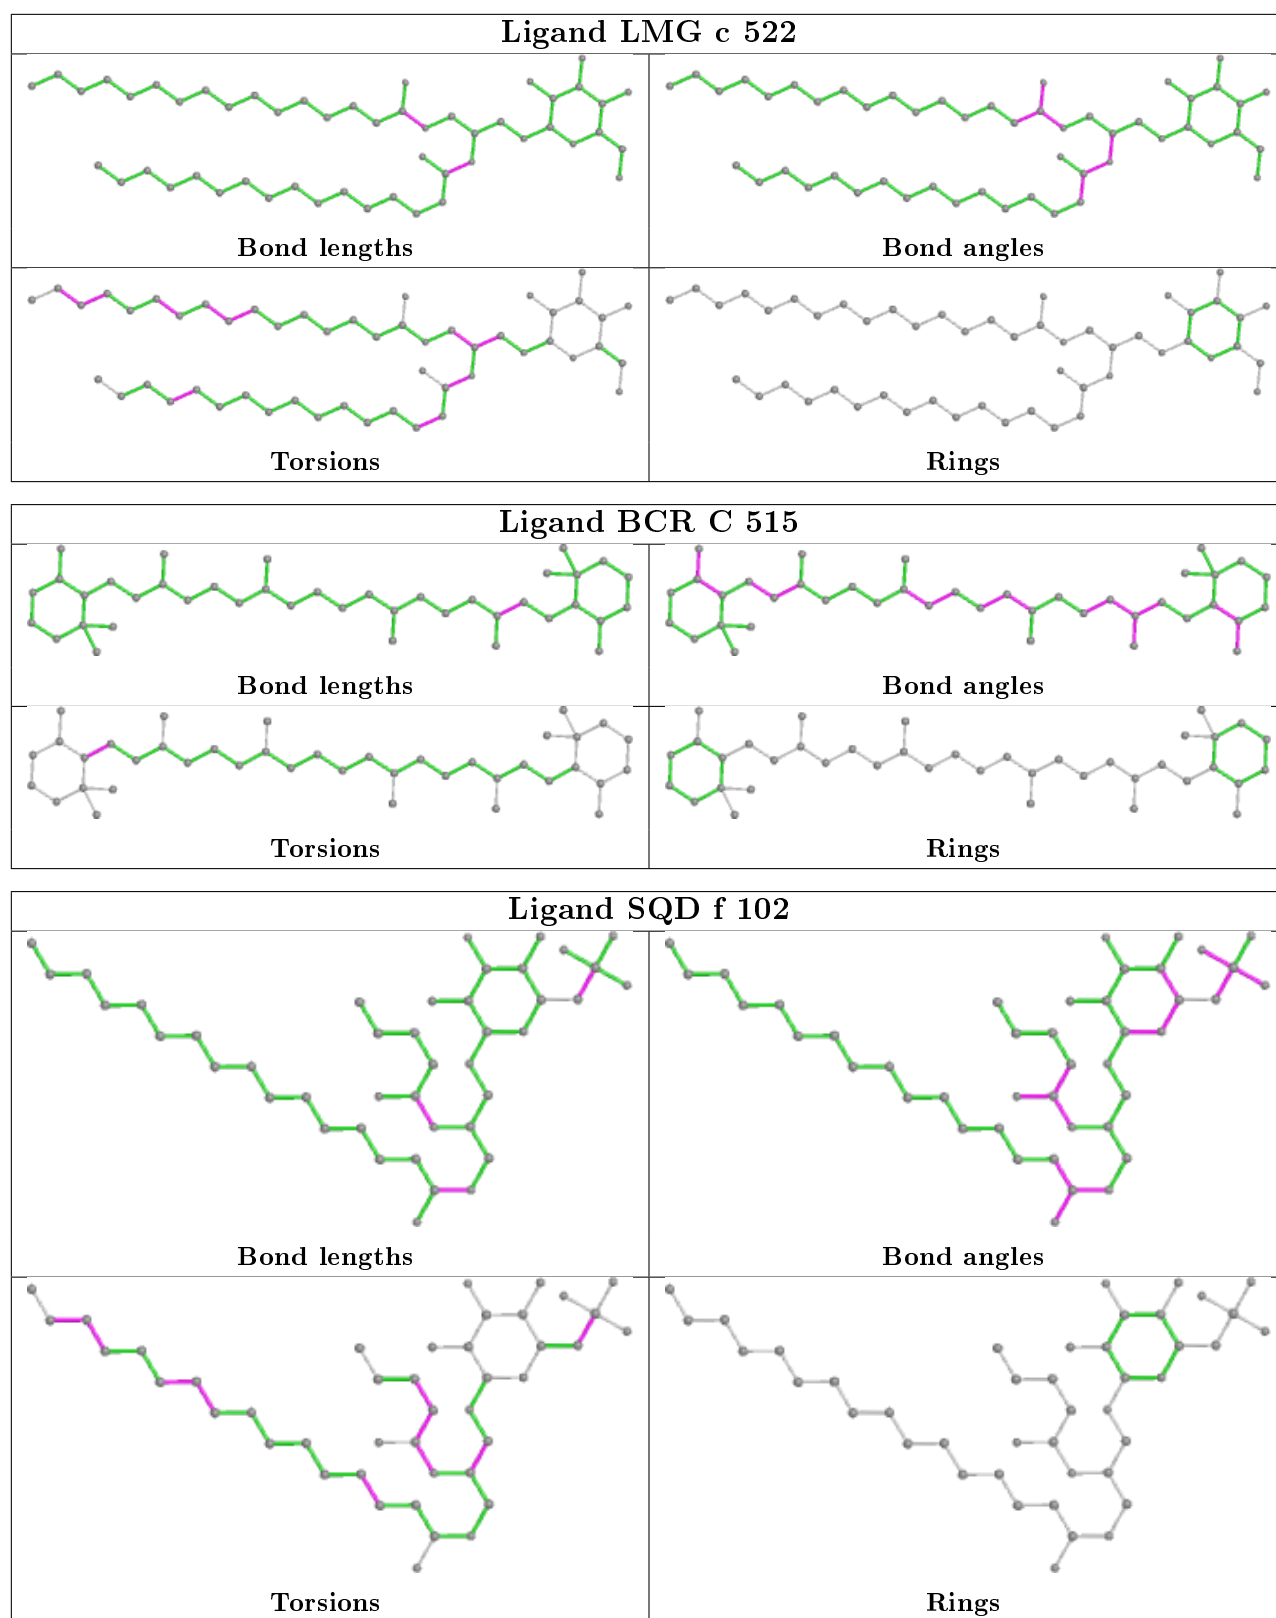 Ligand LMG c 522
Bond lengths
Bond angles
Torsions
Rings
Ligand BCR C 515
Bond lengths
Bond angles
Torsions
Rings
Ligand SQD f 102
Bond lengths
Bond angles
Torsions
Rings